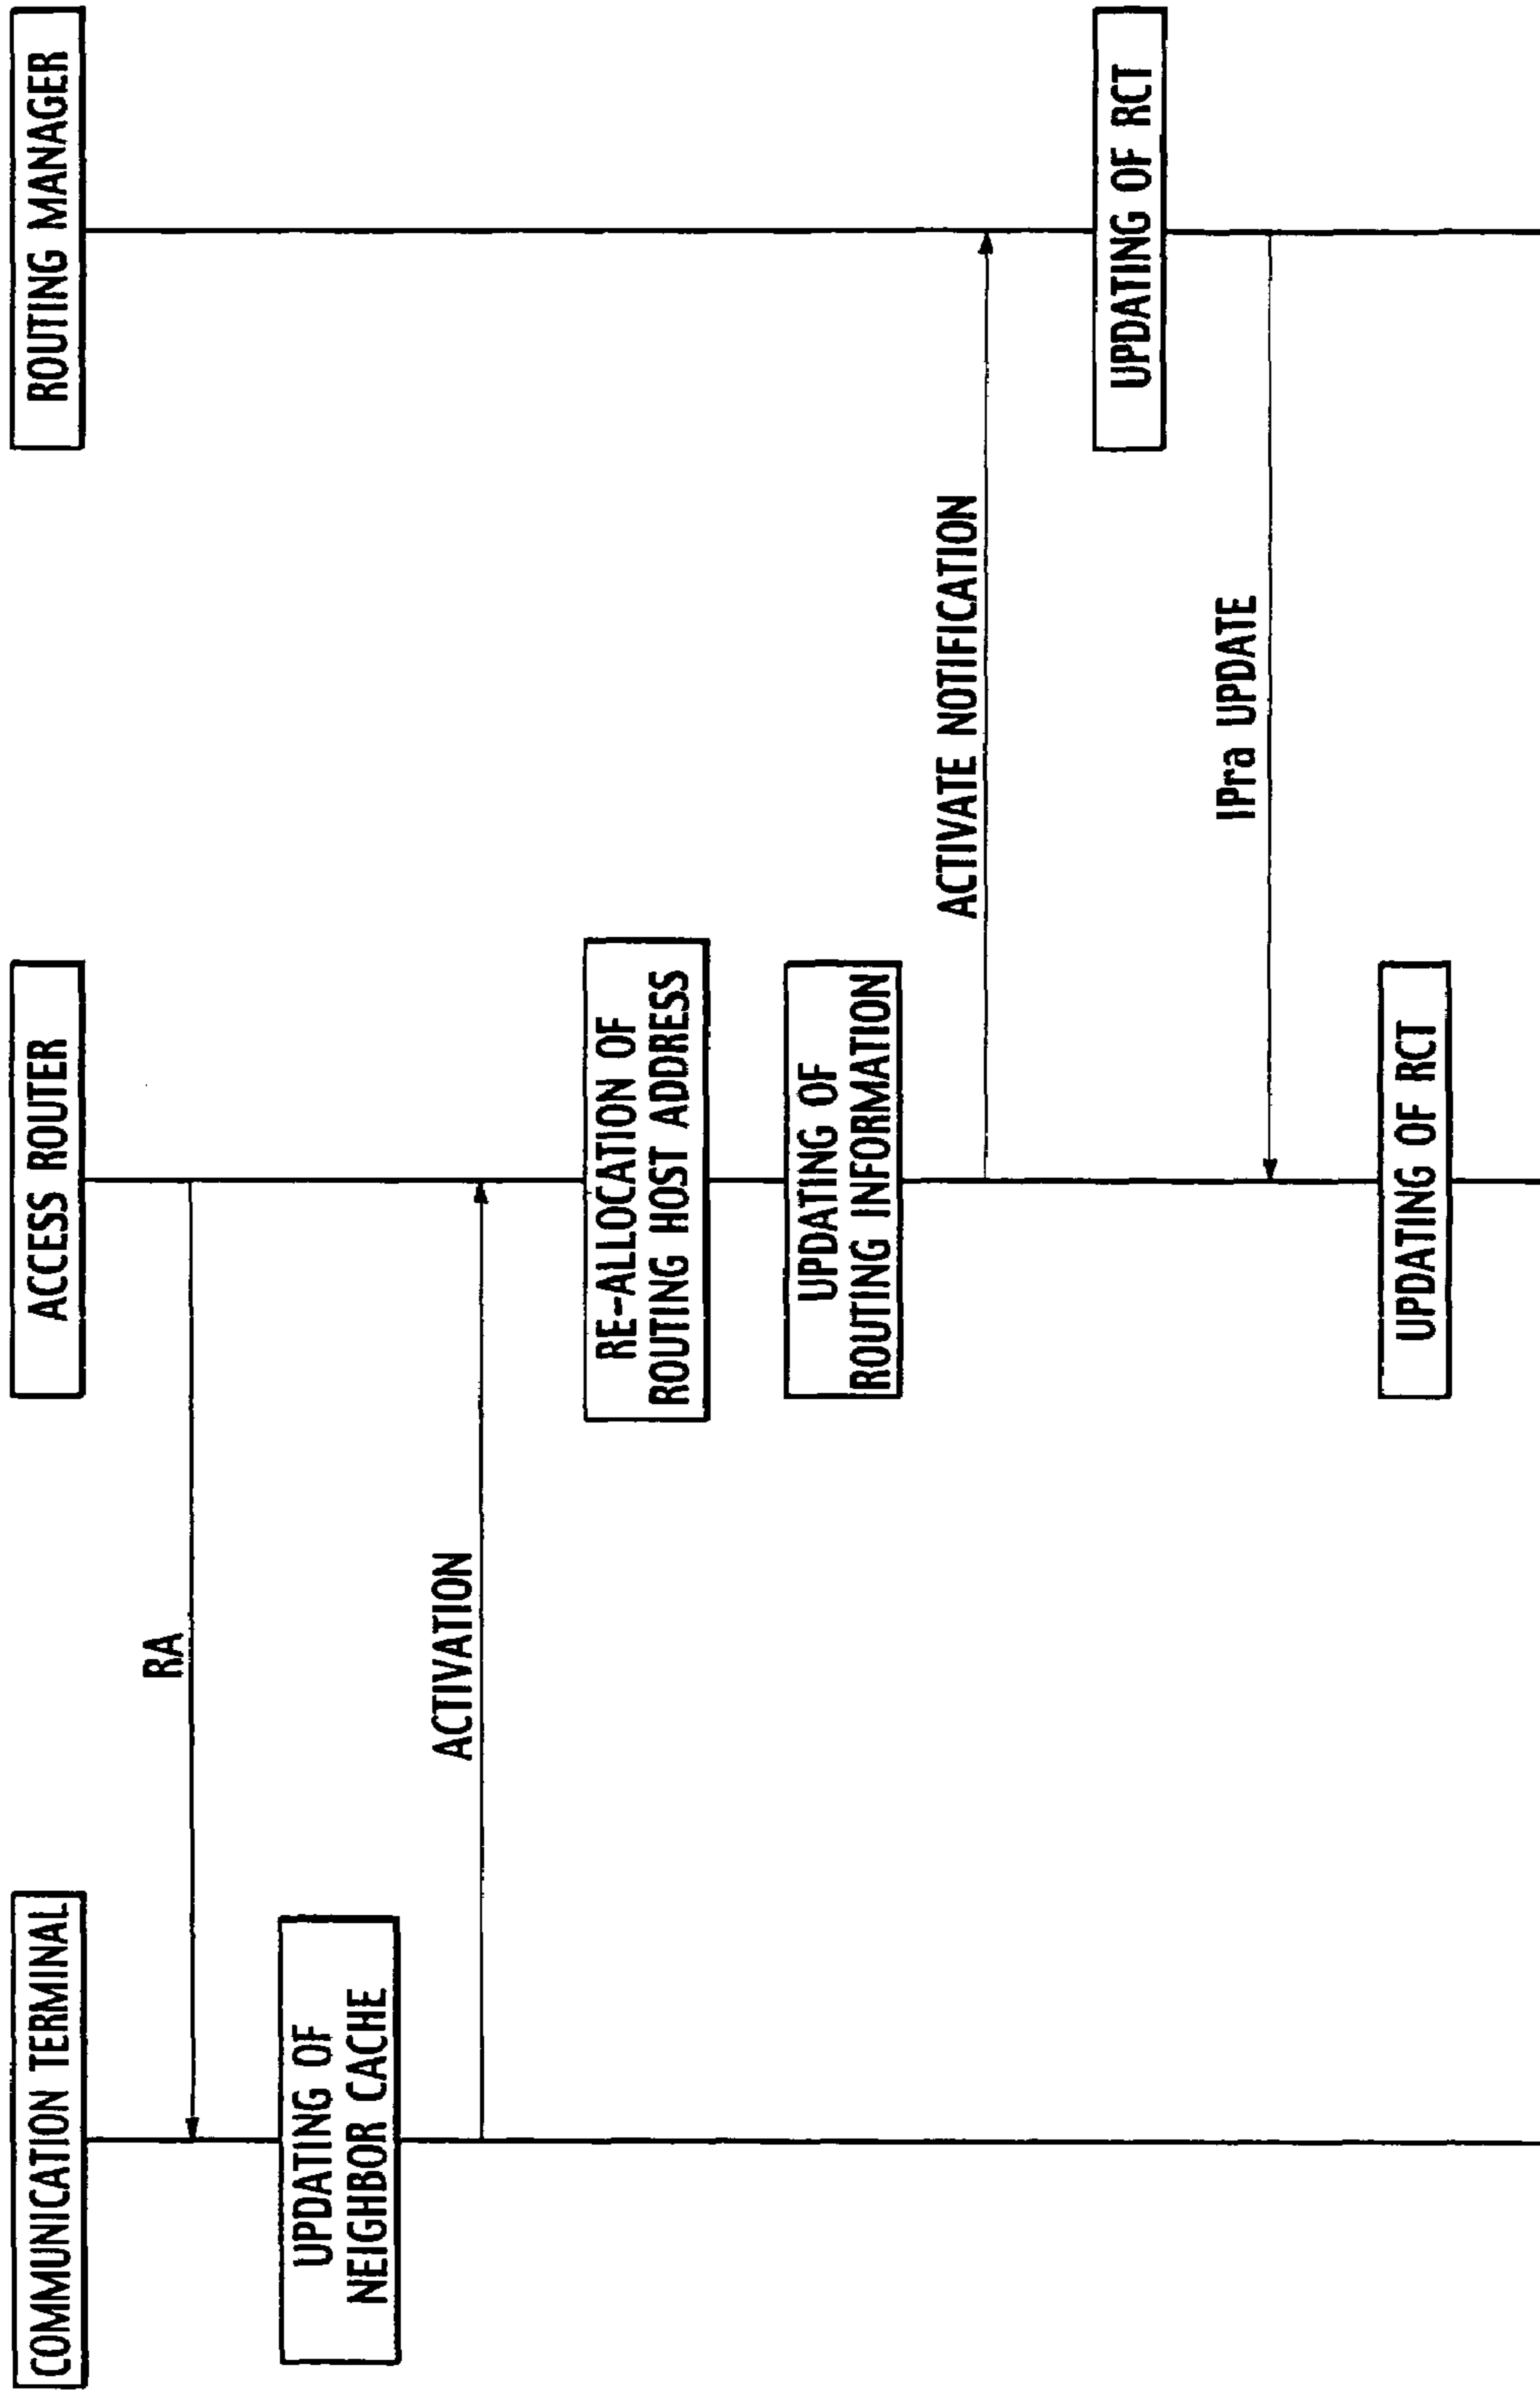 COMMUNICATION TERMINAL
ACCESS ROUTER
ROUTING MANAGER
RA
UPDATING OF
NEIGHBOR CACHE
ACTIVATION
RE-ALLOCATION OF
ROUTING HOST ADDRESS
UPDATING OF
ROUTING INFORMATION
ACTIVATE NOTIFICATION
UPDATING OF RCT
IPra UPDATE
UPDATING OF RCT